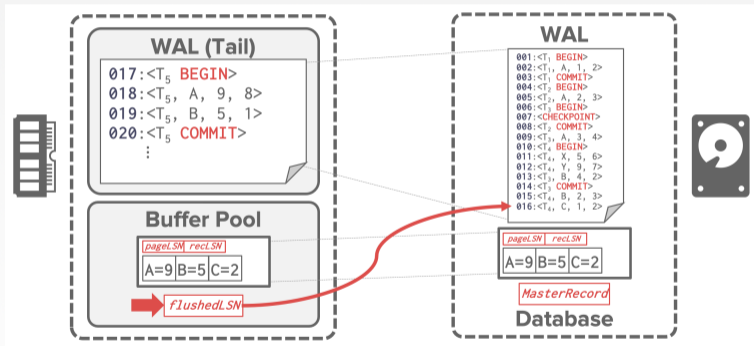 WAL (Tail)
017:<T5 BEGIN>
018:<T5, A, 9, 8>
019:<T5, B, 5, 1>
020:<T5 COMMIT>
⋮
Buffer Pool
pageLSN recLSN
A=9 B=5 C=2
flushedLSN
WAL
001:<T1 BEGIN>
002:<T1, A, 1, 2>
003:<T1 COMMIT>
004:<T2 BEGIN>
005:<T2, A, 2, 3>
006:<T3 BEGIN>
007:<CHECKPOINT>
008:<T2 COMMIT>
009:<T3, A, 3, 4>
010:<T4 BEGIN>
011:<T4, X, 5, 6>
012:<T4, Y, 9, 7>
013:<T3, B, 4, 2>
014:<T3 COMMIT>
015:<T4, B, 2, 3>
016:<T4, C, 1, 2>
pageLSN recLSN
A=9 B=5 C=2
MasterRecord
Database